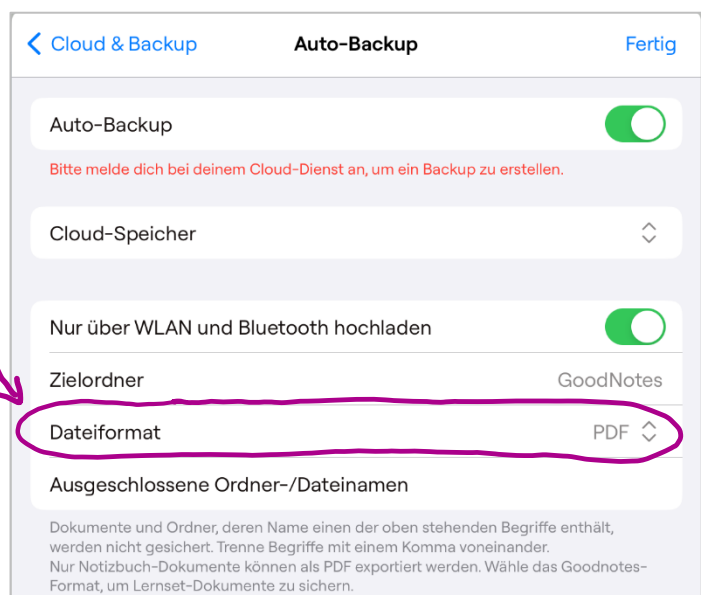 Cloud & Backup Auto-Backup Fertig
Auto-Backup
Bitte melde dich bei deinem Cloud-Dienst an, um ein Backup zu erstellen.
Cloud-Speicher
Nur über WLAN und Bluetooth hochladen
Zielordner GoodNotes
Dateiformat PDF
Ausgeschlossene Ordner-/Dateinamen
Dokumente und Ordner, deren Name einen der oben stehenden Begriffe enthält,
werden nicht gesichert. Trenne Begriffe mit einem Komma voneinander.
Nur Notizbuch-Dokumente können als PDF exportiert werden. Wähle das Goodnotes-
Format, um Lernset-Dokumente zu sichern.